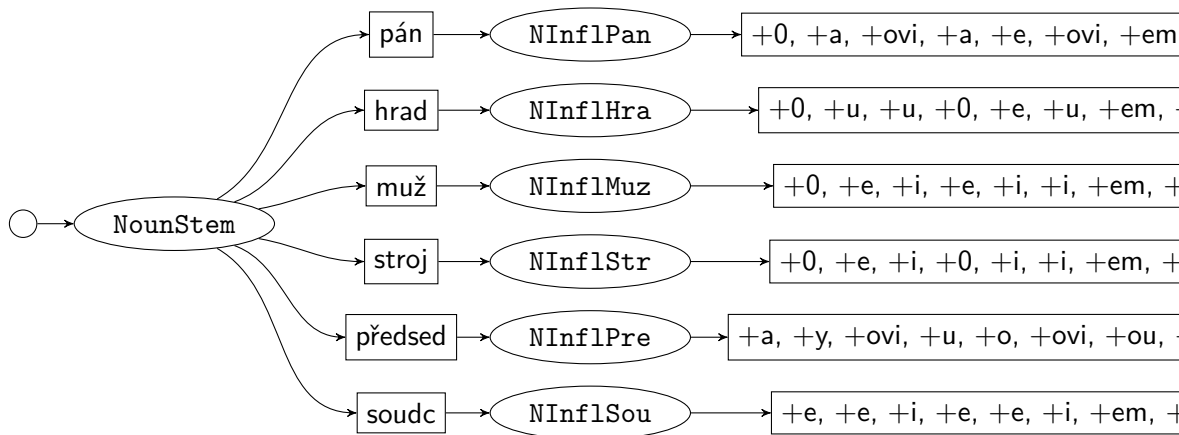 pán NInflPan +0, +a, +ovi, +a, +e, +ovi, +em
hrad NInflHra +0, +u, +u, +0, +e, +u, +em,
muž NInflMuz +0, +e, +i, +e, +i, +i, +em,
NounStem
stroj NInflStr +0, +e, +i, +0, +i, +i, +em,
předsed NInflPre +a, +y, +ovi, +u, +o, +ovi, +ou,
soudc NInflSou +e, +e, +i, +e, +e, +i, +em,